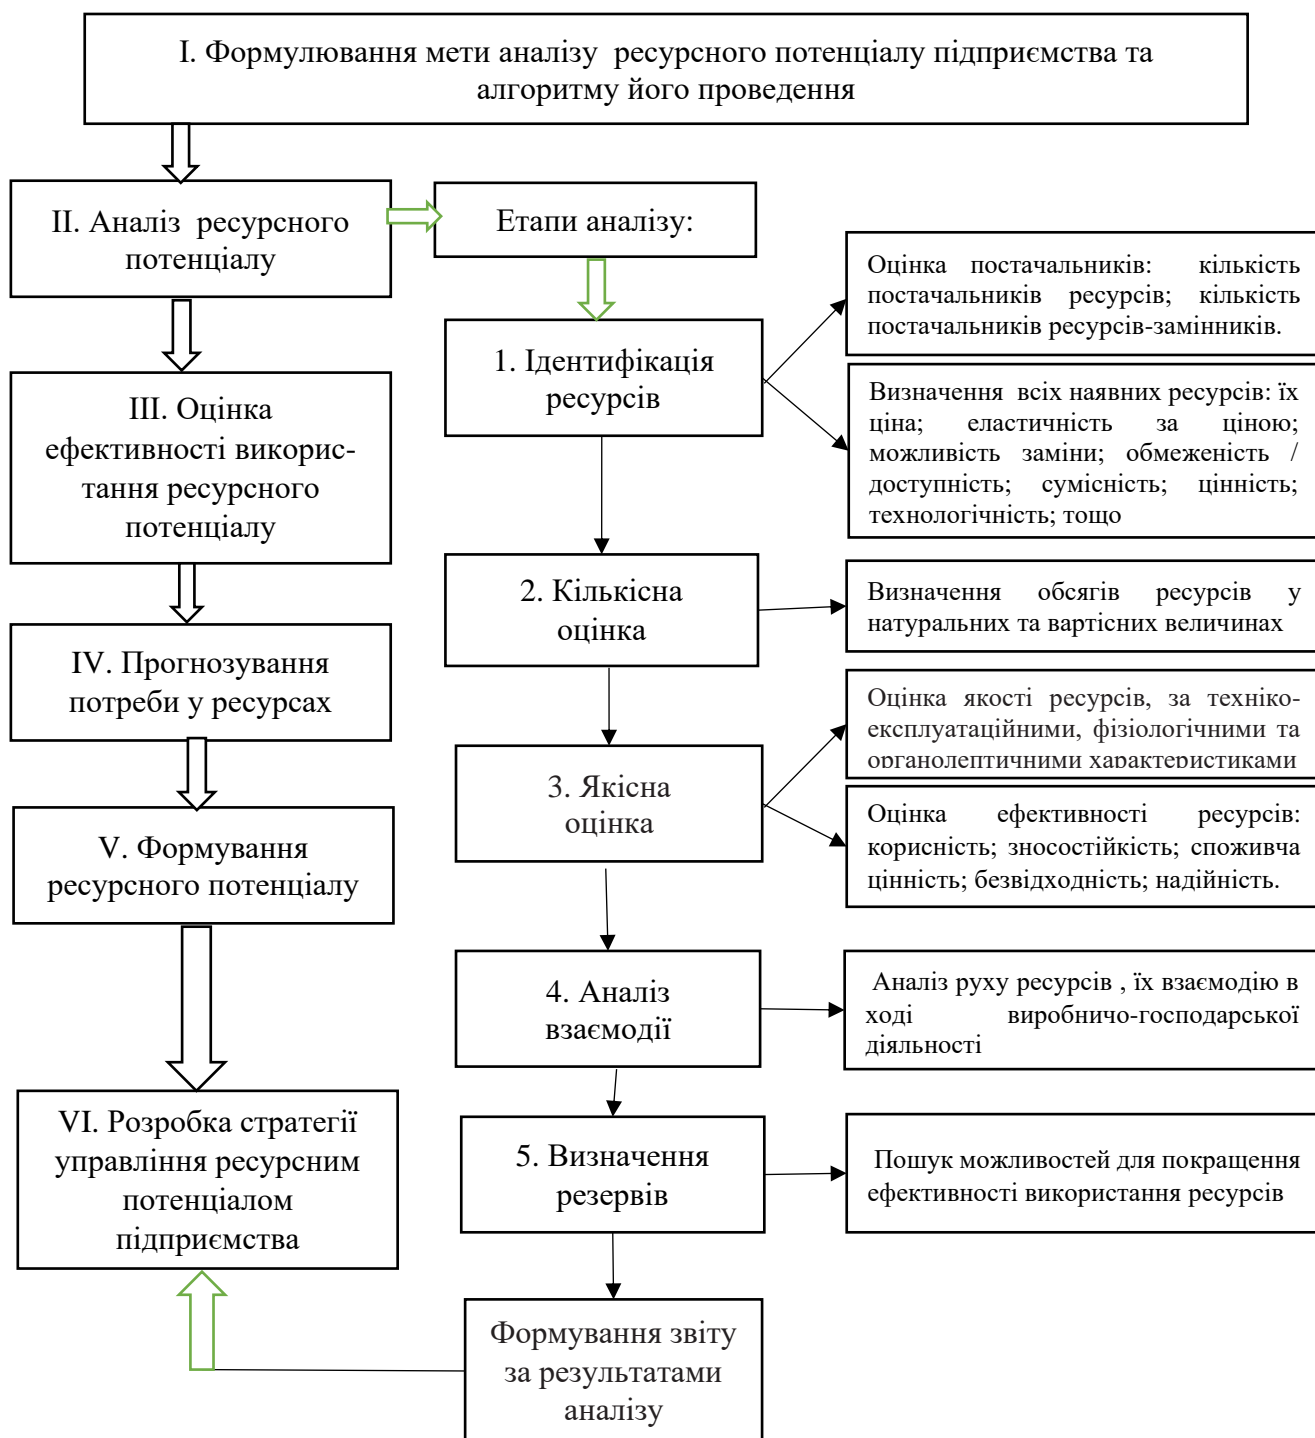 I. Формулювання мети аналізу ресурсного потенціалу підприємства та
алгоритму його проведення
II. Аналіз ресурсного
потенціалу
Етапи аналізу:
Оцінка постачальників: кількість
постачальників ресурсів; кількість
постачальників ресурсів-замінників.
1. Ідентифікація
ресурсів
Визначення всіх наявних ресурсів: їх
ціна; еластичність за ціною;
можливість заміни; обмеженість /
доступність; сумісність; цінність;
технологічність; тощо
III. Оцінка
ефективності викорис-
тання ресурсного
потенціалу
2. Кількісна
оцінка
Визначення обсягів ресурсів у
натуральних та вартісних величинах
IV. Прогнозування
потреби у ресурсах
Оцінка якості ресурсів, за техніко-
експлуатаційними, фізіологічними та
органолептичними характеристиками
3. Якісна
оцінка
Оцінка ефективності ресурсів:
корисність; зносостійкість; споживча
цінність; безвідходність; надійність.
V. Формування
ресурсного потенціалу
4. Аналіз
взаємодії
Аналіз руху ресурсів , їх взаємодію в
ході виробничо-господарської
діяльності
VI. Розробка стратегії
управління ресурсним
потенціалом
підприємства
5. Визначення
резервів
Пошук можливостей для покращення
ефективності використання ресурсів
Формування звіту
за результатами
аналізу